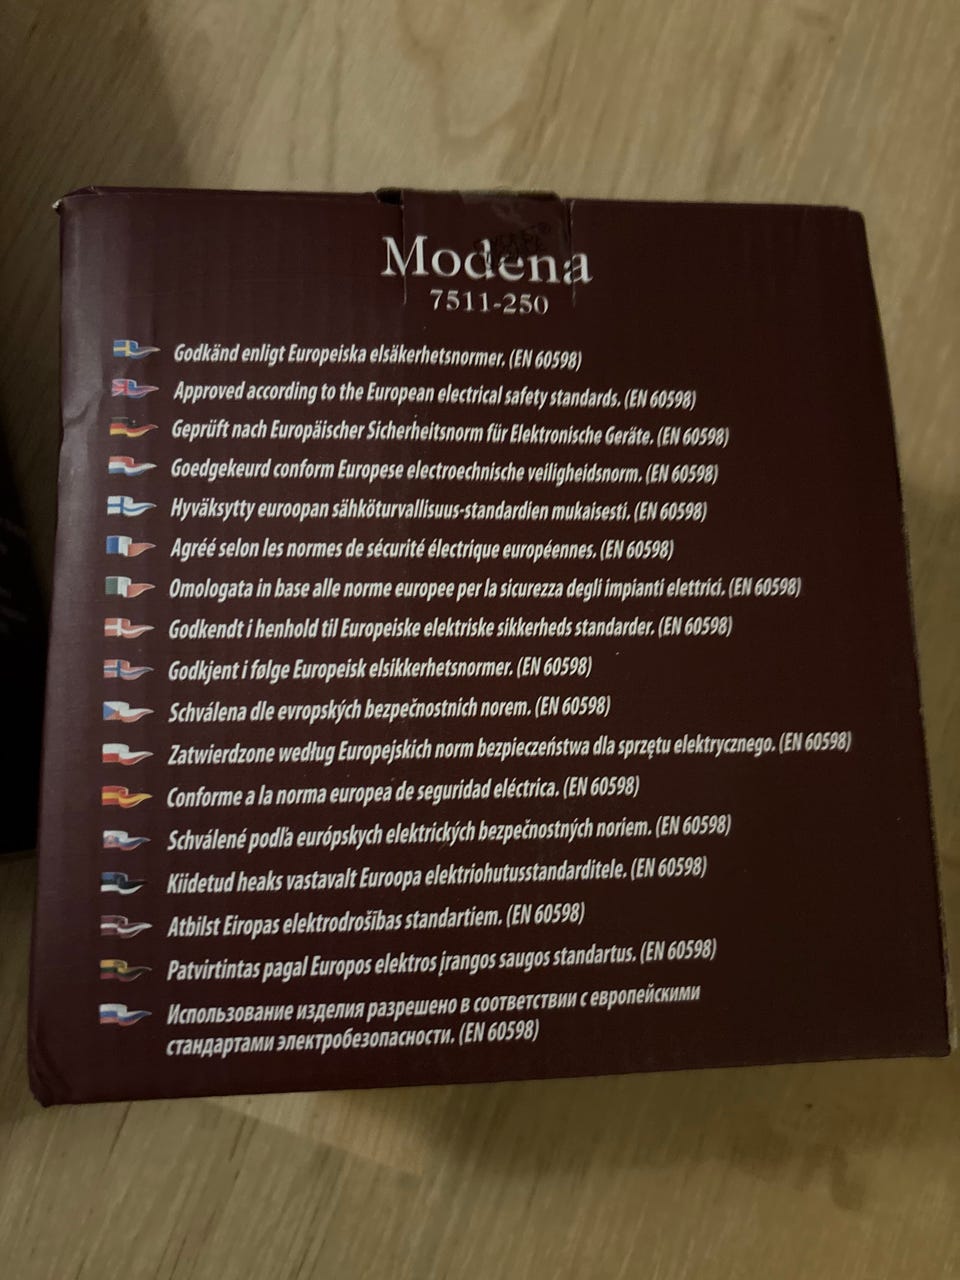 Modena
7511-250
Godkänd enligt Europeiska elsäkerhetsnormer. (EN 60598)
Approved according to the European electrical safety standards. (EN 60598)
Geprüft nach Europäischer Sicherheitsnorm für Elektronische Geräte. (EN 60598)
Goedgekeurd conform Europese electroechnische veiligheidsnorm. (EN 60598)
Hyväksytty euroopan sähköturvallisuus-standardien mukaisesti. (EN 60598)
Agréé selon les normes de sécurité électrique européennes. (EN 60598)
Omologata in base alle norme europee per la sicurezza degli impianti elettrici. (EN 60598)
Godkendt i henhold til Europeiske elektriske sikkerheds standarder. (EN 60598)
Godkjent i følge Europeisk elsikkerhetsnormer. (EN 60598)
Schválena dle evropských bezpečnostnich norem. (EN 60598)
Zatwierdzone według Europejskich norm bezpieczeństwa dla sprzętu elektrycznego. (EN 60598)
Conforme a la norma europea de seguridad eléctrica. (EN 60598)
Schválené podľa európskych elektrických bezpečnostných noriem. (EN 60598)
Kiidetud heaks vastavalt Euroopa elektriohutusstandarditele. (EN 60598)
Atbilst Eiropas elektrodrošības standartiem. (EN 60598)
Patvirtintas pagal Europos elektros įrangos saugos standartus. (EN 60598)
Использование изделия разрешено в соответствии с европейскими
стандартами электробезопасности. (EN 60598)